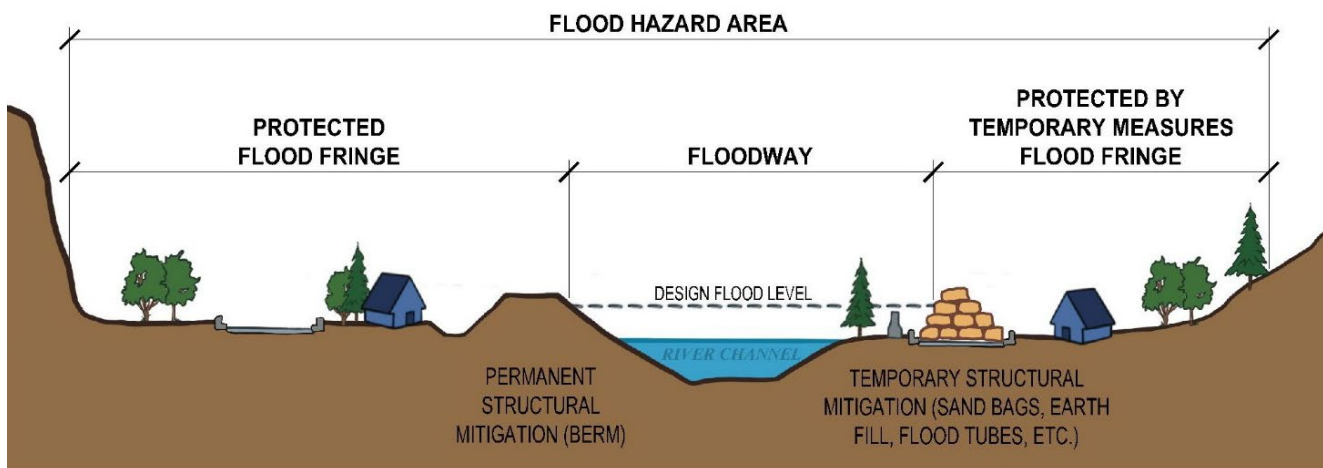 FLOOD HAZARD AREA
PROTECTED
FLOOD FRINGE
FLOODWAY
PROTECTED BY
TEMPORARY MEASURES
FLOOD FRINGE
DESIGN FLOOD LEVEL
RIVER CHANNEL
PERMANENT
STRUCTURAL
MITIGATION (BERM)
TEMPORARY STRUCTURAL
MITIGATION (SAND BAGS, EARTH
FILL, FLOOD TUBES, ETC.)